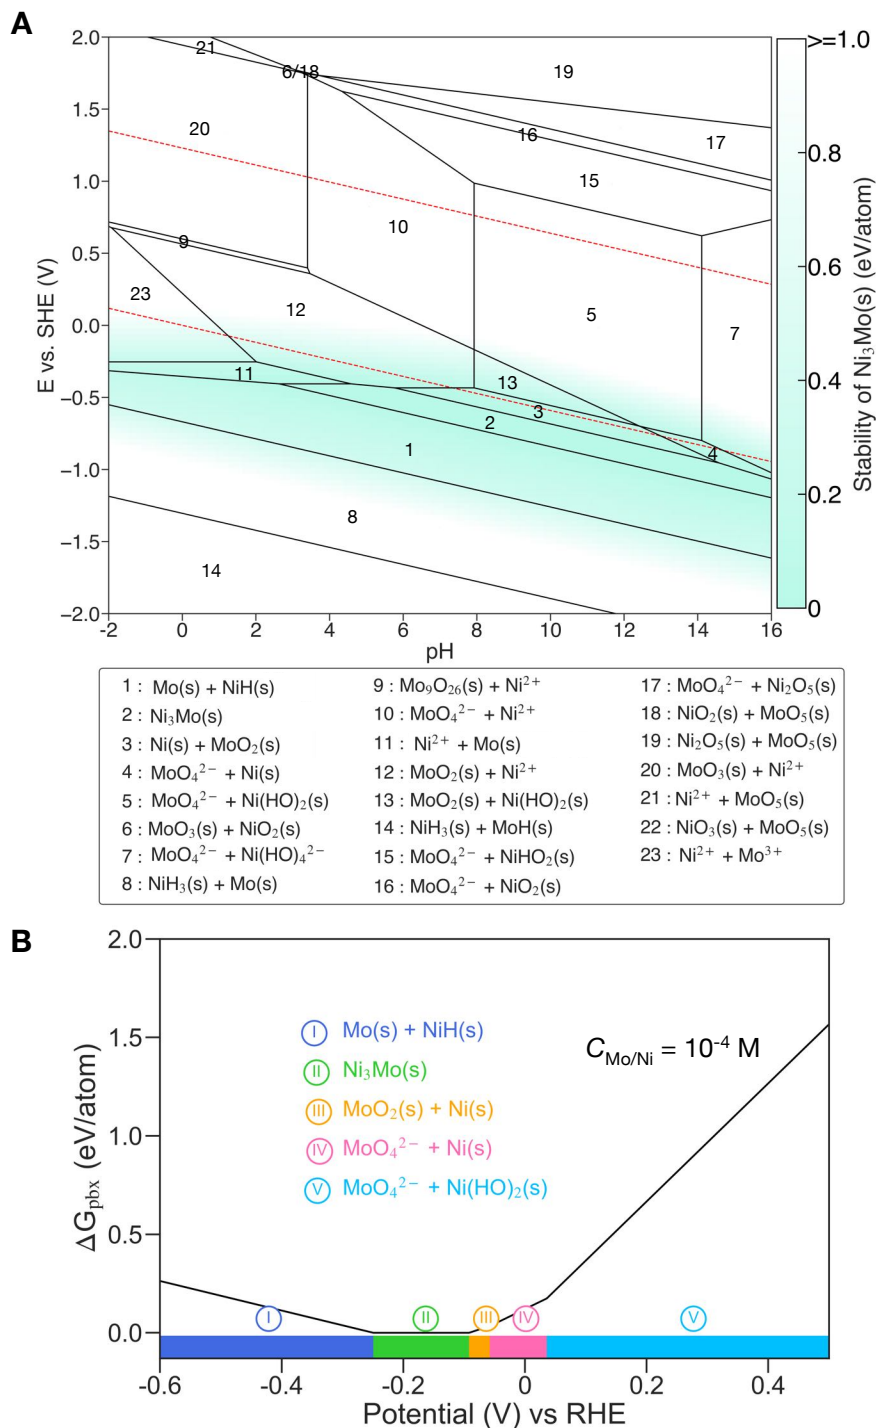 A
2.0
1.5
1.0
0.5
0.0
−0.5
−1.0
−1.5
−2.0
E vs. SHE (V)
-2
0
2
4
6
8
10
12
14
16
pH
21
6/18
19
20
16
17
15
10
9
23
12
5
7
11
13
3
2
4
1
8
14
>=1.0
0.8
0.6
0.4
0.2
0
Stability of Ni₃Mo(s) (eV/atom)
1 : Mo(s) + NiH(s)
2 : Ni₃Mo(s)
3 : Ni(s) + MoO₂(s)
4 : MoO₄²⁻ + Ni(s)
5 : MoO₄²⁻ + Ni(HO)₂(s)
6 : MoO₃(s) + NiO₂(s)
7 : MoO₄²⁻ + Ni(HO)₄²⁻
8 : NiH₃(s) + Mo(s)
9 : Mo₉O₂₆(s) + Ni²⁺
10 : MoO₄²⁻ + Ni²⁺
11 : Ni²⁺ + Mo(s)
12 : MoO₂(s) + Ni²⁺
13 : MoO₂(s) + Ni(HO)₂(s)
14 : NiH₃(s) + MoH(s)
15 : MoO₄²⁻ + NiHO₂(s)
16 : MoO₄²⁻ + NiO₂(s)
17 : MoO₄²⁻ + Ni₂O₅(s)
18 : NiO₂(s) + MoO₅(s)
19 : Ni₂O₅(s) + MoO₅(s)
20 : MoO₃(s) + Ni²⁺
21 : Ni²⁺ + MoO₅(s)
22 : NiO₃(s) + MoO₅(s)
23 : Ni²⁺ + Mo³⁺
B
2.0
1.5
1.0
0.5
0.0
ΔG_pbx (eV/atom)
I Mo(s) + NiH(s)
II Ni₃Mo(s)
III MoO₂(s) + Ni(s)
IV MoO₄²⁻ + Ni(s)
V MoO₄²⁻ + Ni(HO)₂(s)
C_Mo/Ni = 10⁻⁴ M
I
II
III
IV
V
-0.6
-0.4
-0.2
0
0.2
0.4
Potential (V) vs RHE